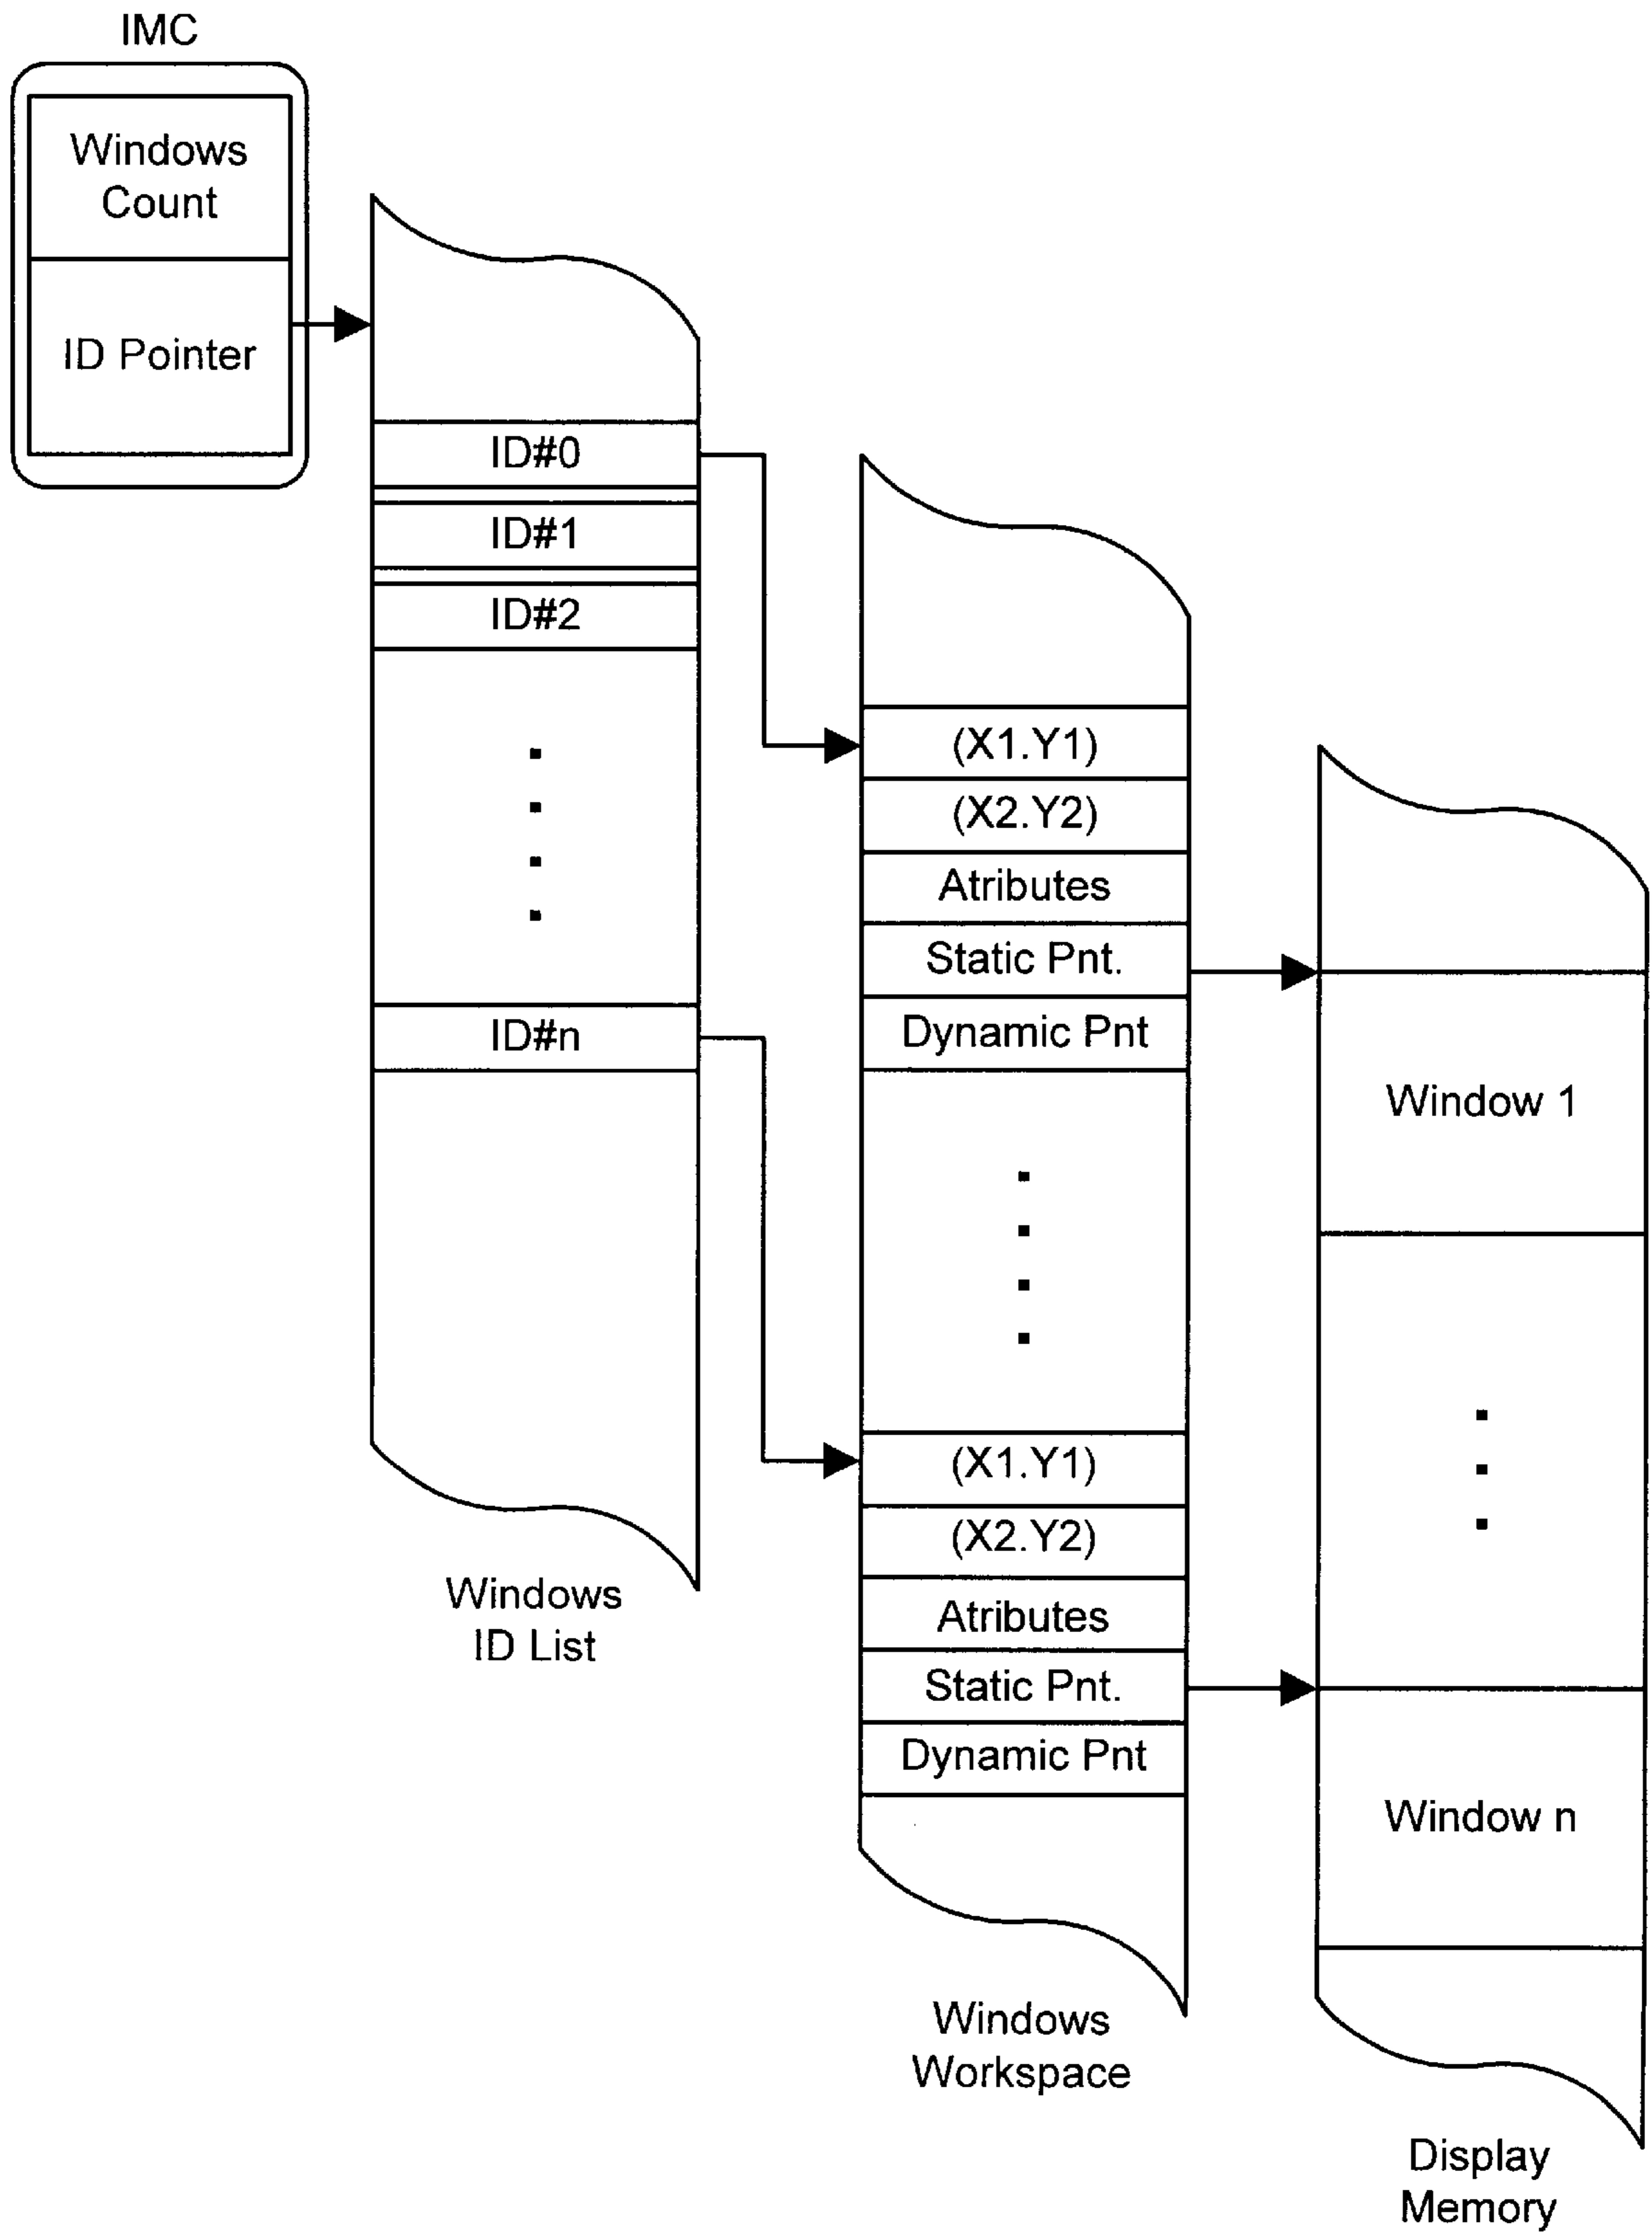 IMC
Windows
Count
ID Pointer
ID#0
ID#1
ID#2
ID#n
Windows
ID List
(X1.Y1)
(X2.Y2)
Atributes
Static Pnt.
Dynamic Pnt
(X1.Y1)
(X2.Y2)
Atributes
Static Pnt.
Dynamic Pnt
Windows
Workspace
Window 1
Window n
Display
Memory